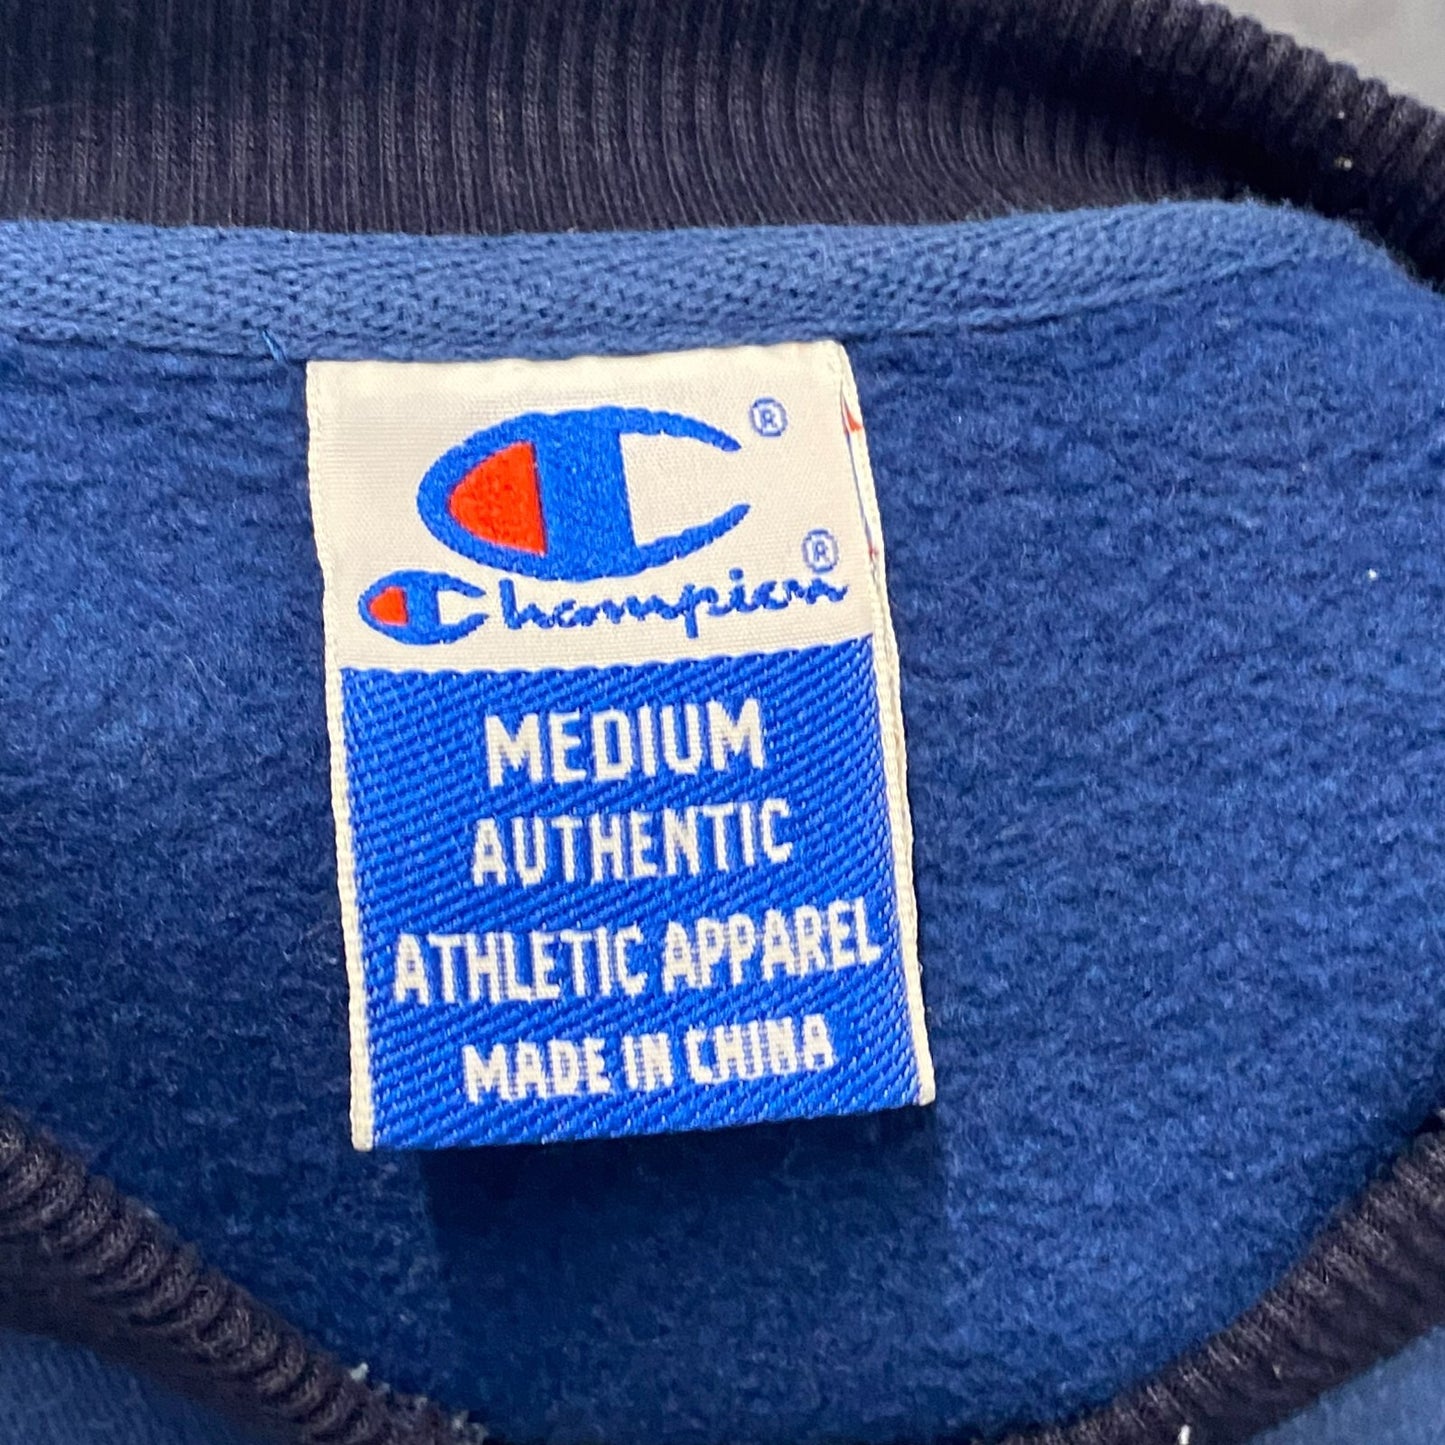 ®
Champion ®
MEDIUM
AUTHENTIC
ATHLETIC APPAREL
MADE IN CHINA